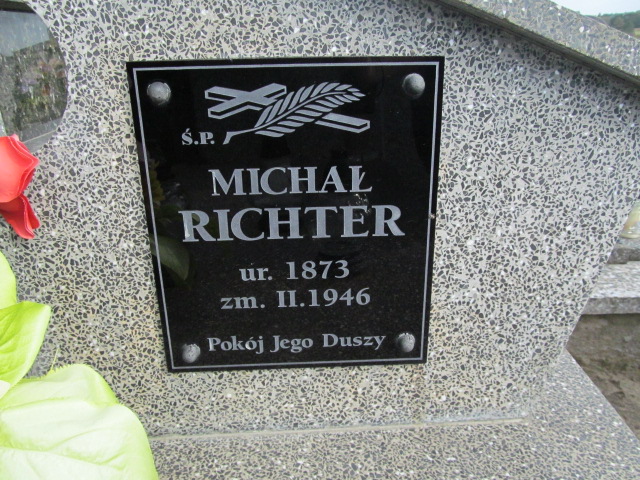 Ś.P.
MICHAŁ
RICHTER
ur. 1873
zm. II.1946
Pokój Jego Duszy